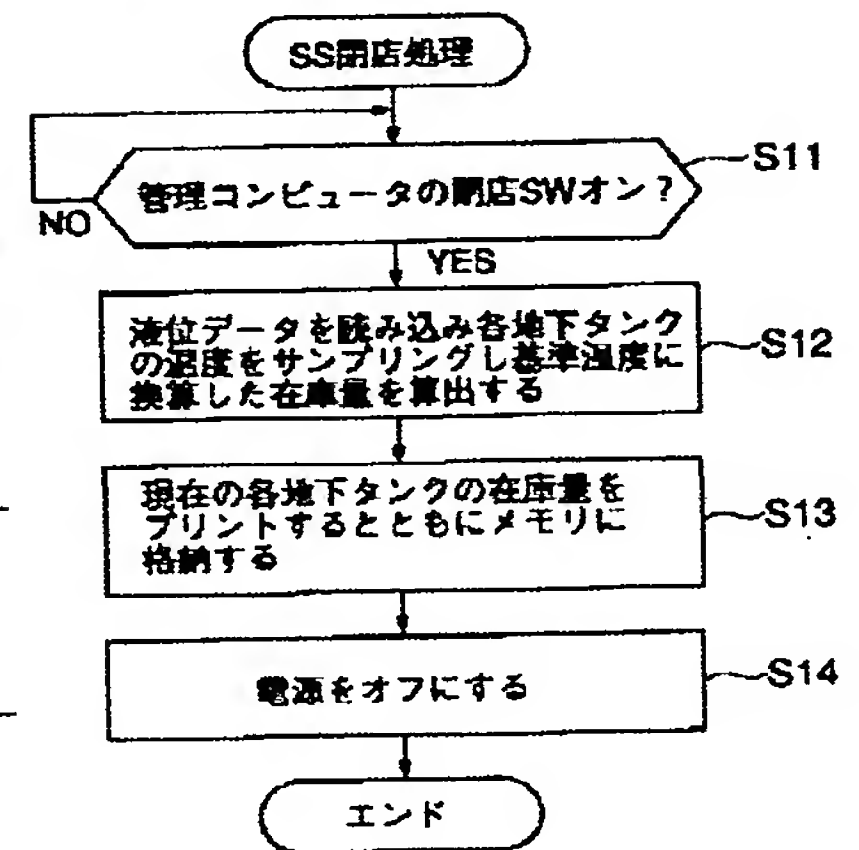 SS閉店処理
管理コンピュータの閉店SWオン？
S11
NO
YES
液位データを読み込み各地下タンク
の温度をサンプリングし基準温度に
換算した在庫量を算出する
S12
現在の各地下タンクの在庫量を
プリントするとともにメモリに
格納する
S13
電源をオフにする
S14
エンド